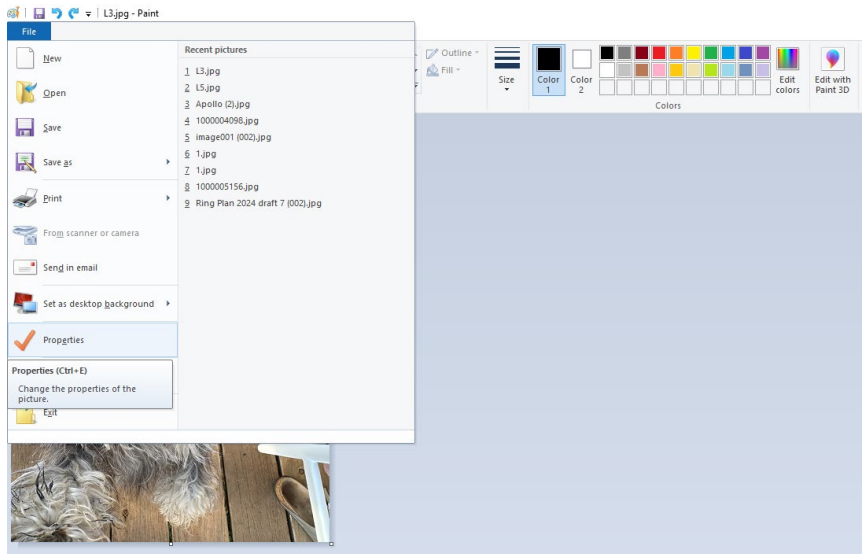 L3.jpg - Paint
File
New
Open
Save
Save as
Print
From scanner or camera
Send in email
Set as desktop background
Properties
Properties (Ctrl+E)
Change the properties of the
picture.
Exit
Recent pictures
1 L3.jpg
2 L5.jpg
3 Apollo (2).jpg
4 1000004098.jpg
5 image001 (002).jpg
6 1.jpg
7 1.jpg
8 1000005156.jpg
9 Ring Plan 2024 draft 7 (002).jpg
Outline
Fill
Size
Color
1
Color
2
Edit
colors
Edit with
Paint 3D
Colors